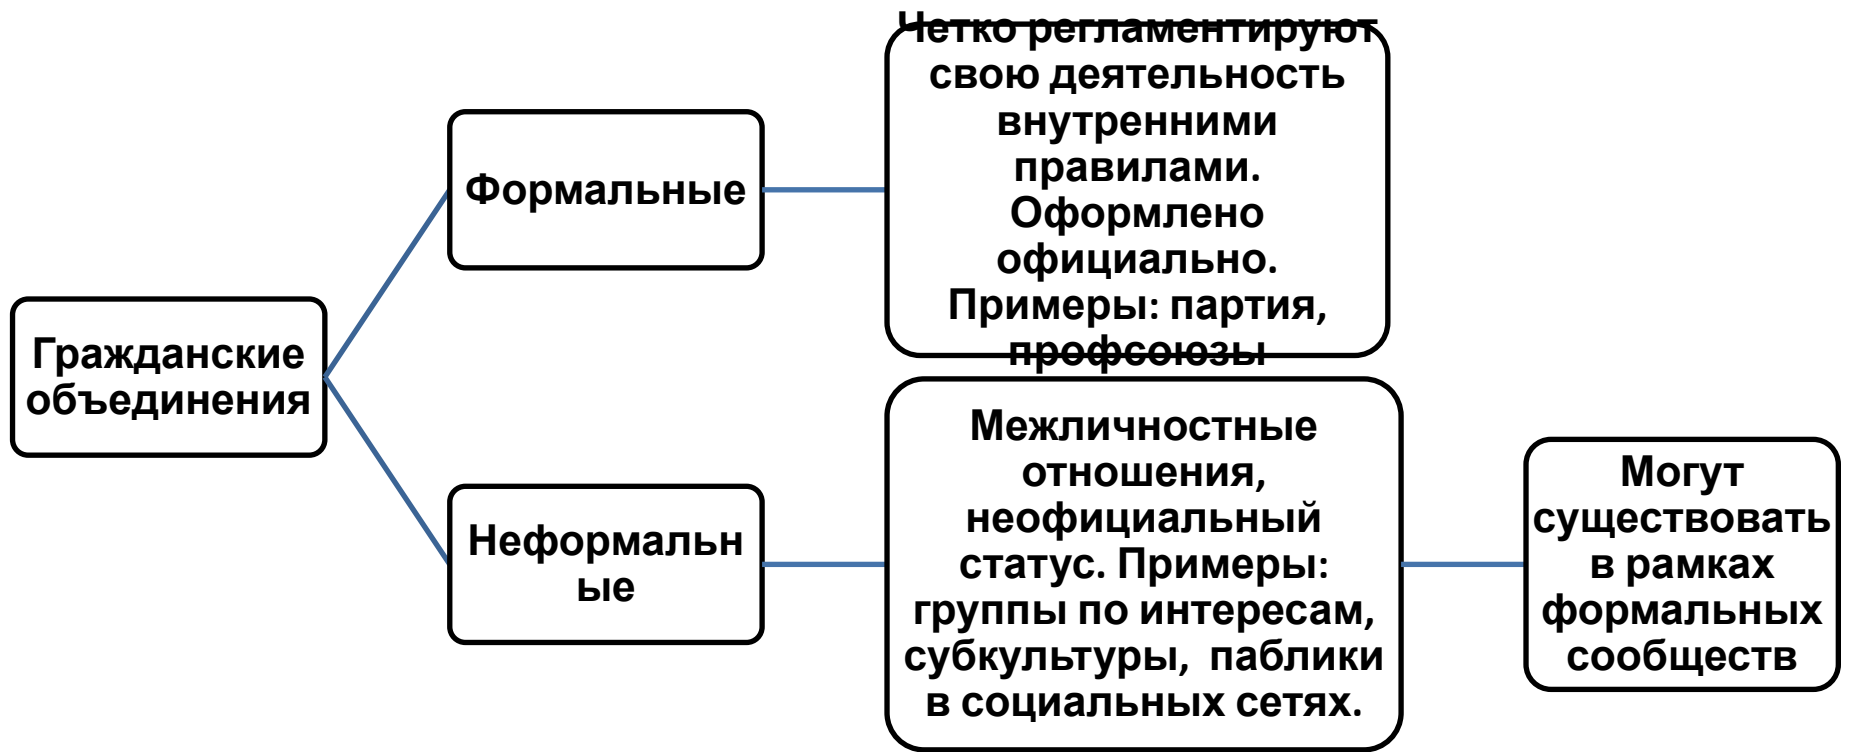 Гражданские
объединения
Формальные
Четко регламентируют
свою деятельность
внутренними
правилами.
Оформлено
официально.
Примеры: партия,
профсоюзы
Неформальн
ые
Межличностные
отношения,
неофициальный
статус. Примеры:
группы по интересам,
субкультуры, паблики
в социальных сетях.
Могут
существовать
в рамках
формальных
сообществ